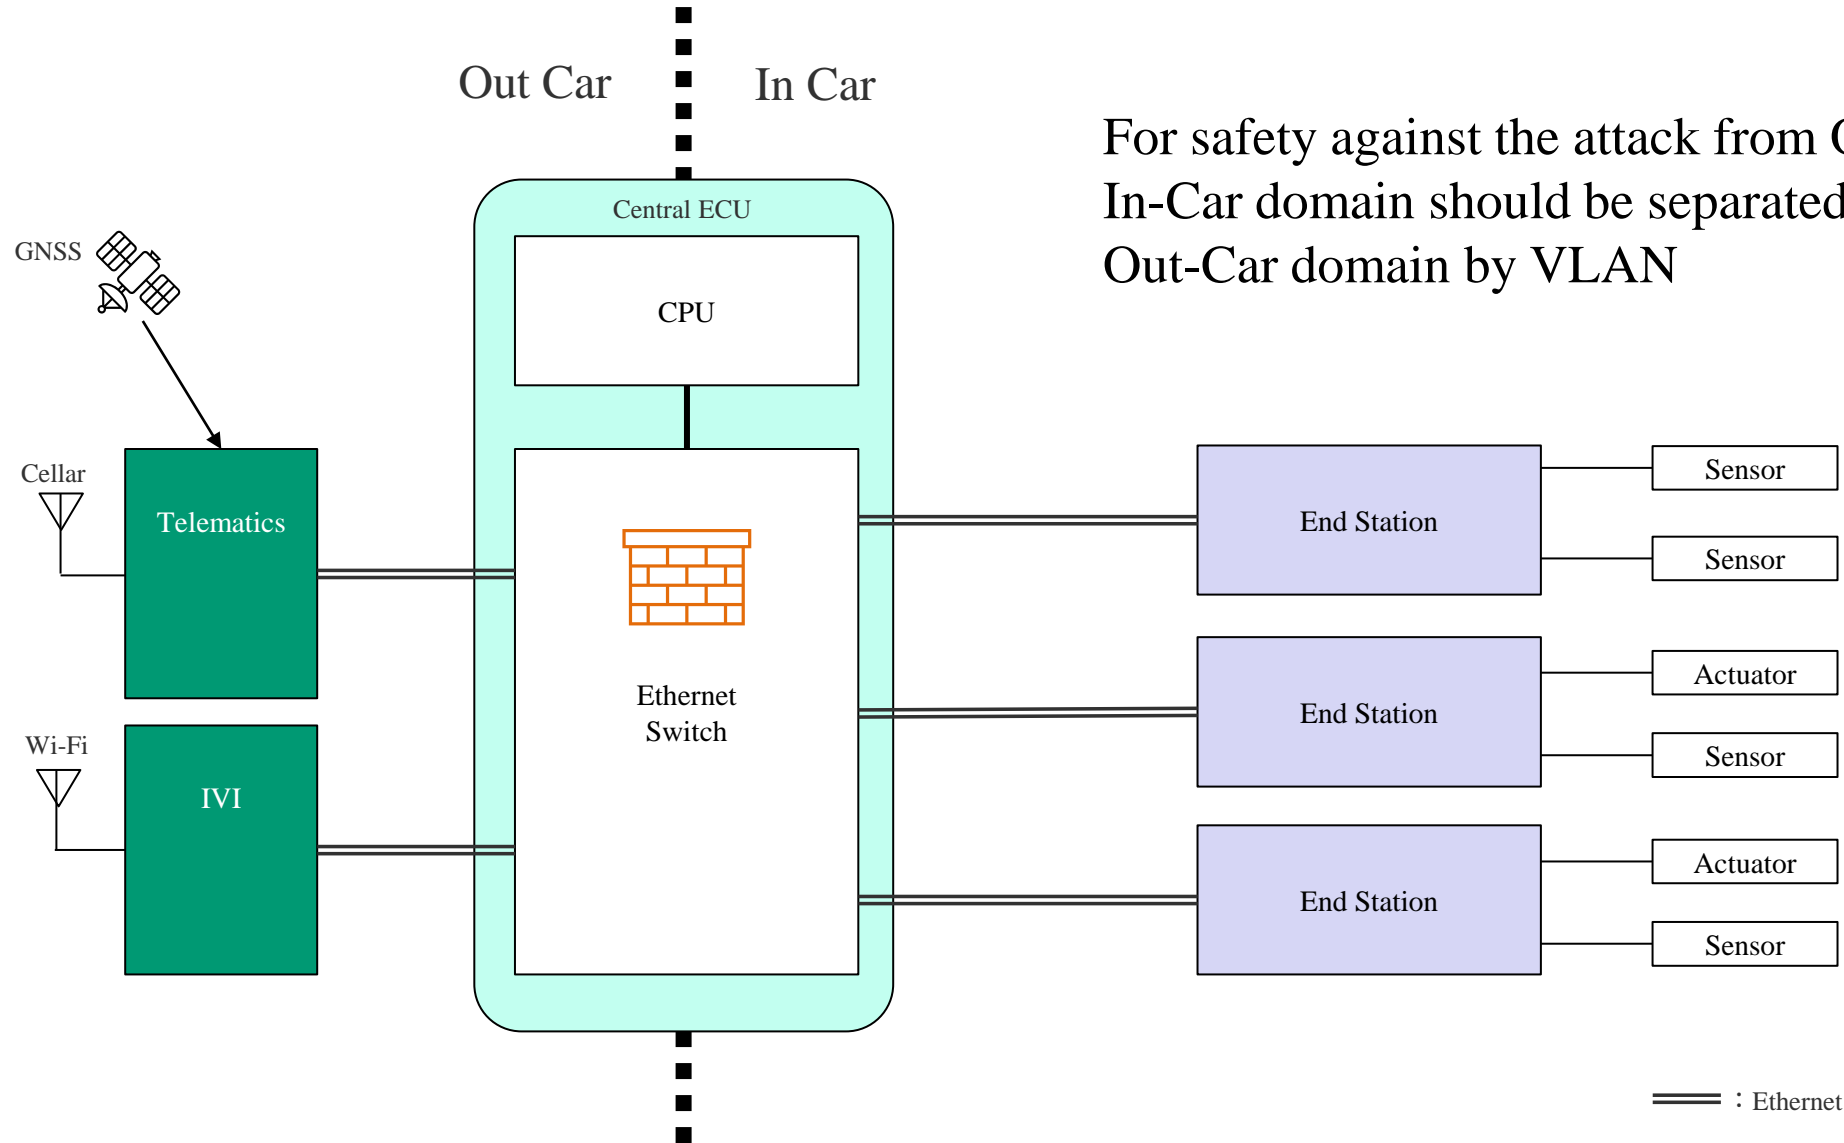 Out Car
In Car
For safety against the attack from
In-Car domain should be separated
Out-Car domain by VLAN
Central ECU
GNSS
CPU
Cellar
Telematics
End Station
Sensor
Sensor
Ethernet
Switch
End Station
Actuator
Sensor
Wi-Fi
IVI
End Station
Actuator
Sensor
: Ethernet